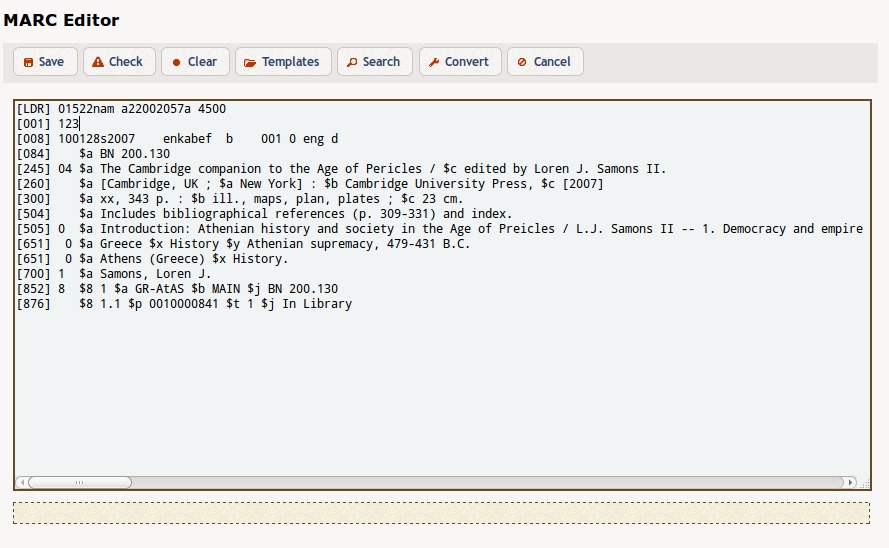 MARC Editor
Save Check Clear Templates Search Convert Cancel
[LDR] 01522nam a22002057a 4500
[001] 123
[008] 100128s2007    enkabef  b    001 0 eng d
[084]    $a BN 200.130
[245] 04 $a The Cambridge companion to the Age of Pericles / $c edited by Loren J. Samons II.
[260]    $a [Cambridge, UK ; $a New York] : $b Cambridge University Press, $c [2007]
[300]    $a xx, 343 p. : $b ill., maps, plan, plates ; $c 23 cm.
[504]    $a Includes bibliographical references (p. 309-331) and index.
[505] 0  $a Introduction: Athenian history and society in the Age of Preicles / L.J. Samons II -- 1. Democracy and empire
[651]  0 $a Greece $x History $y Athenian supremacy, 479-431 B.C.
[651]  0 $a Athens (Greece) $x History.
[700] 1  $a Samons, Loren J.
[852] 8  $8 1 $a GR-AtAS $b MAIN $j BN 200.130
[876]    $8 1.1 $p 0010000841 $t 1 $j In Library